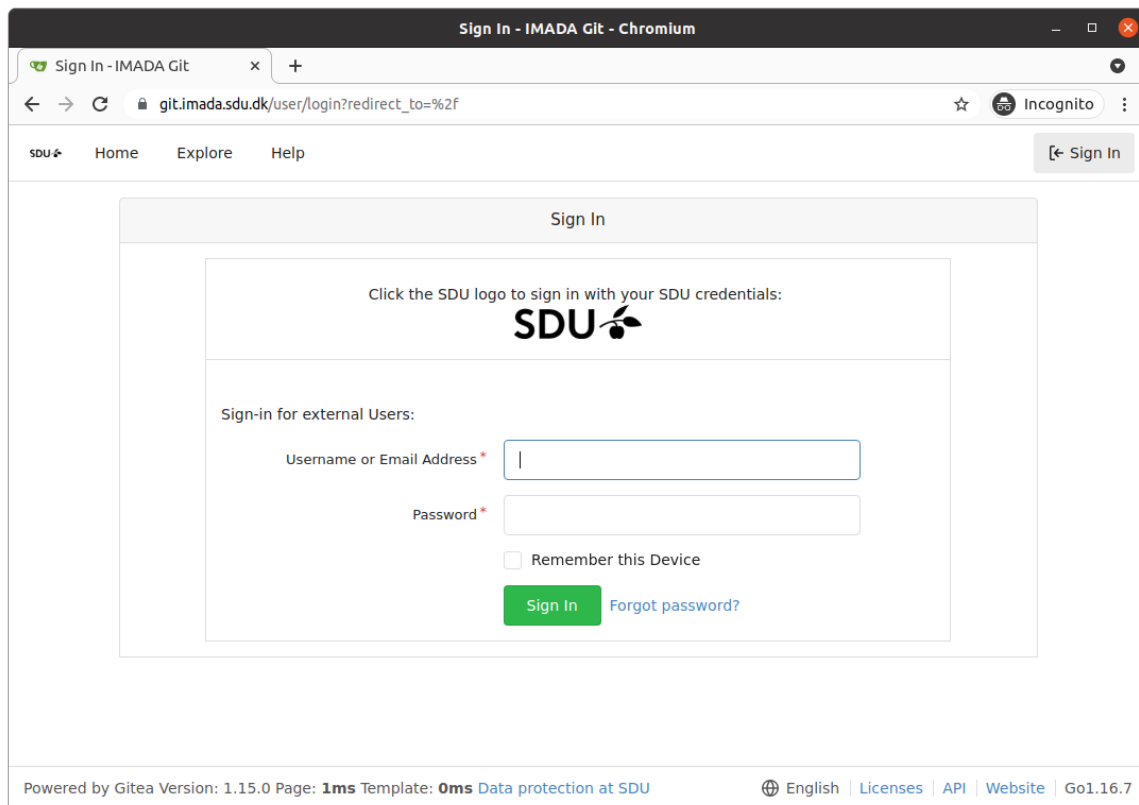 Sign In - IMADA Git - Chromium
Sign In - IMADA Git
git.imada.sdu.dk/user/login?redirect_to=%2f
Incognito
SDU Home Explore Help Sign In
Sign In
Click the SDU logo to sign in with your SDU credentials:
SDU
Sign-in for external Users:
Username or Email Address*
Password*
Remember this Device
Sign In Forgot password?
Powered by Gitea Version: 1.15.0 Page: 1ms Template: 0ms Data protection at SDU English Licenses API Website Go1.16.7